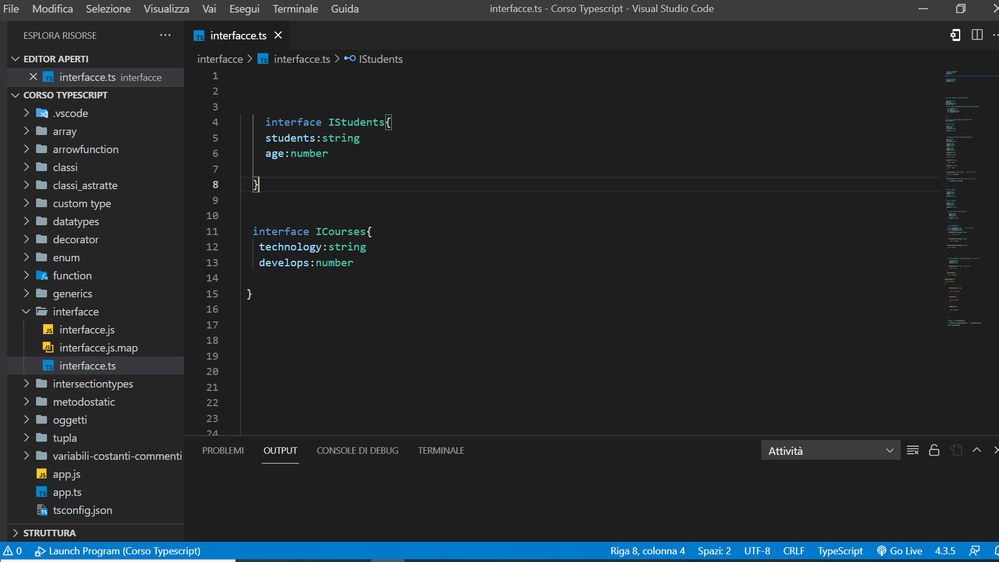 File Modifica Selezione Visualizza Vai Esegui Terminale Guida interfacce.ts - Corso Typescript - Visual Studio Code
ESPLORA RISORSE
EDITOR APERTI
interfacce.ts interfacce
CORSO TYPESCRIPT
.vscode
array
arrowfunction
classi
classi_astratte
custom type
datatypes
decorator
enum
function
generics
interfacce
interfacce.js
interfacce.js.map
interfacce.ts
intersectiontypes
metodostatic
oggetti
tupla
variabili-costanti-commenti
app.js
app.ts
tsconfig.json
STRUTTURA
interfacce.ts
interfacce > interfacce.ts > IStudents
1
2
3
4 interface IStudents{
5 students:string
6 age:number
7
8 }
9
10
11 interface ICourses{
12 technology:string
13 develops:number
14
15 }
16
17
18
19
20
21
22
23
24
PROBLEMI OUTPUT CONSOLE DI DEBUG TERMINALE Attività
0 Launch Program (Corso Typescript) Riga 8, colonna 4 Spazi: 2 UTF-8 CRLF TypeScript Go Live 4.3.5